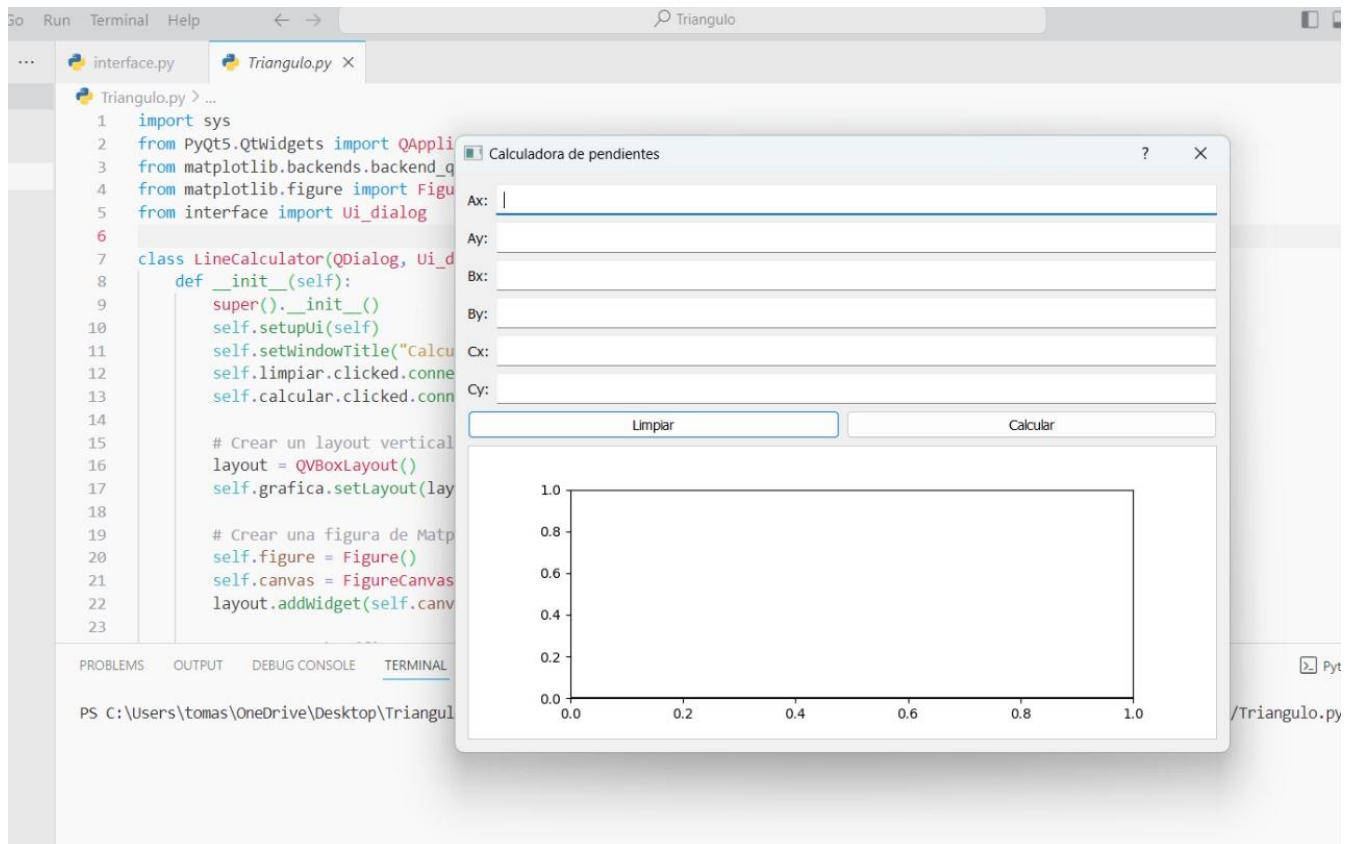 Go Run Terminal Help Triangulo
interface.py Triangulo.py
Triangulo.py > ...
1 import sys
2 from PyQt5.QtWidgets import QAppli
3 from matplotlib.backends.backend_q
4 from matplotlib.figure import Figu
5 from interface import Ui_dialog
6
7 class LineCalculator(QDialog, Ui_d
8 def __init__(self):
9 super().__init__()
10 self.setupUi(self)
11 self.setWindowTitle("Calcu
12 self.limpiar.clicked.conne
13 self.calcular.clicked.conn
14
15 # Crear un layout vertical
16 layout = QVBoxLayout()
17 self.grafica.setLayout(lay
18
19 # Crear una figura de Matp
20 self.figure = Figure()
21 self.canvas = FigureCanvas
22 layout.addWidget(self.canv
23
PROBLEMS OUTPUT DEBUG CONSOLE TERMINAL
Pyt
PS C:\Users\tomas\OneDrive\Desktop\Triangul
/Triangulo.py
Calculadora de pendientes ?
Ax:
Ay:
Bx:
By:
Cx:
Cy:
Limpiar Calcular
1.0
0.8
0.6
0.4
0.2
0.0
0.0 0.2 0.4 0.6 0.8 1.0